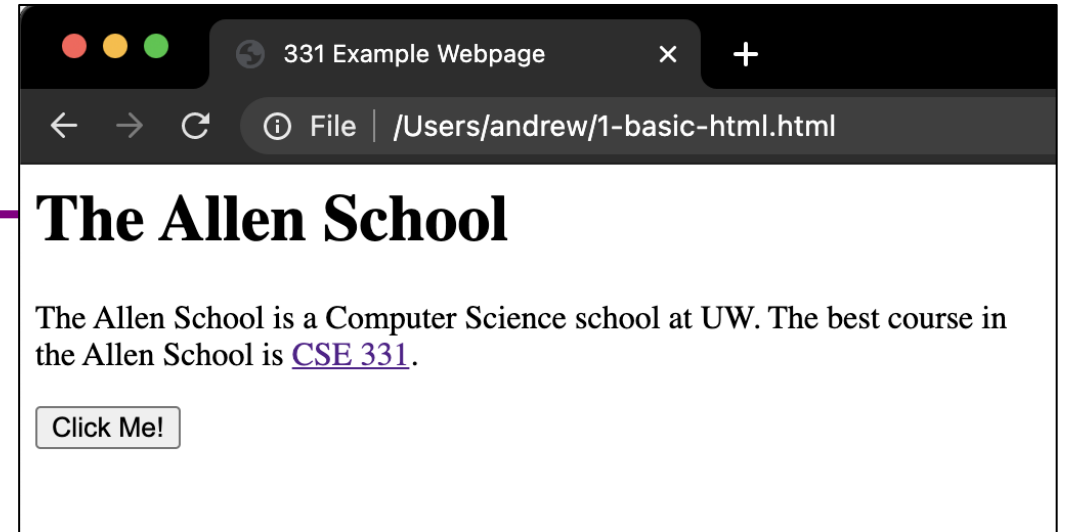 331 Example Webpage
File /Users/andrew/1-basic-html.html
The Allen School
The Allen School is a Computer Science school at UW. The best course in
the Allen School is CSE 331.
Click Me!